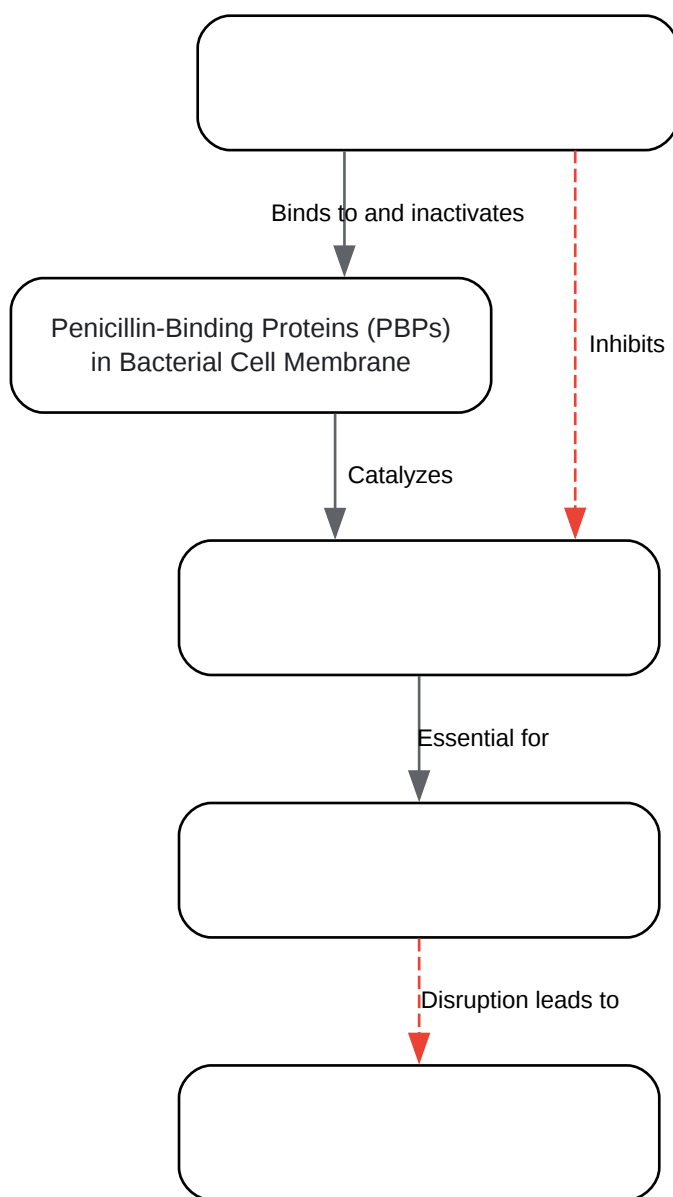 Binds to and inactivates
Penicillin-Binding Proteins (PBPs)
in Bacterial Cell Membrane
Inhibits
Catalyzes
Essential for
Disruption leads to